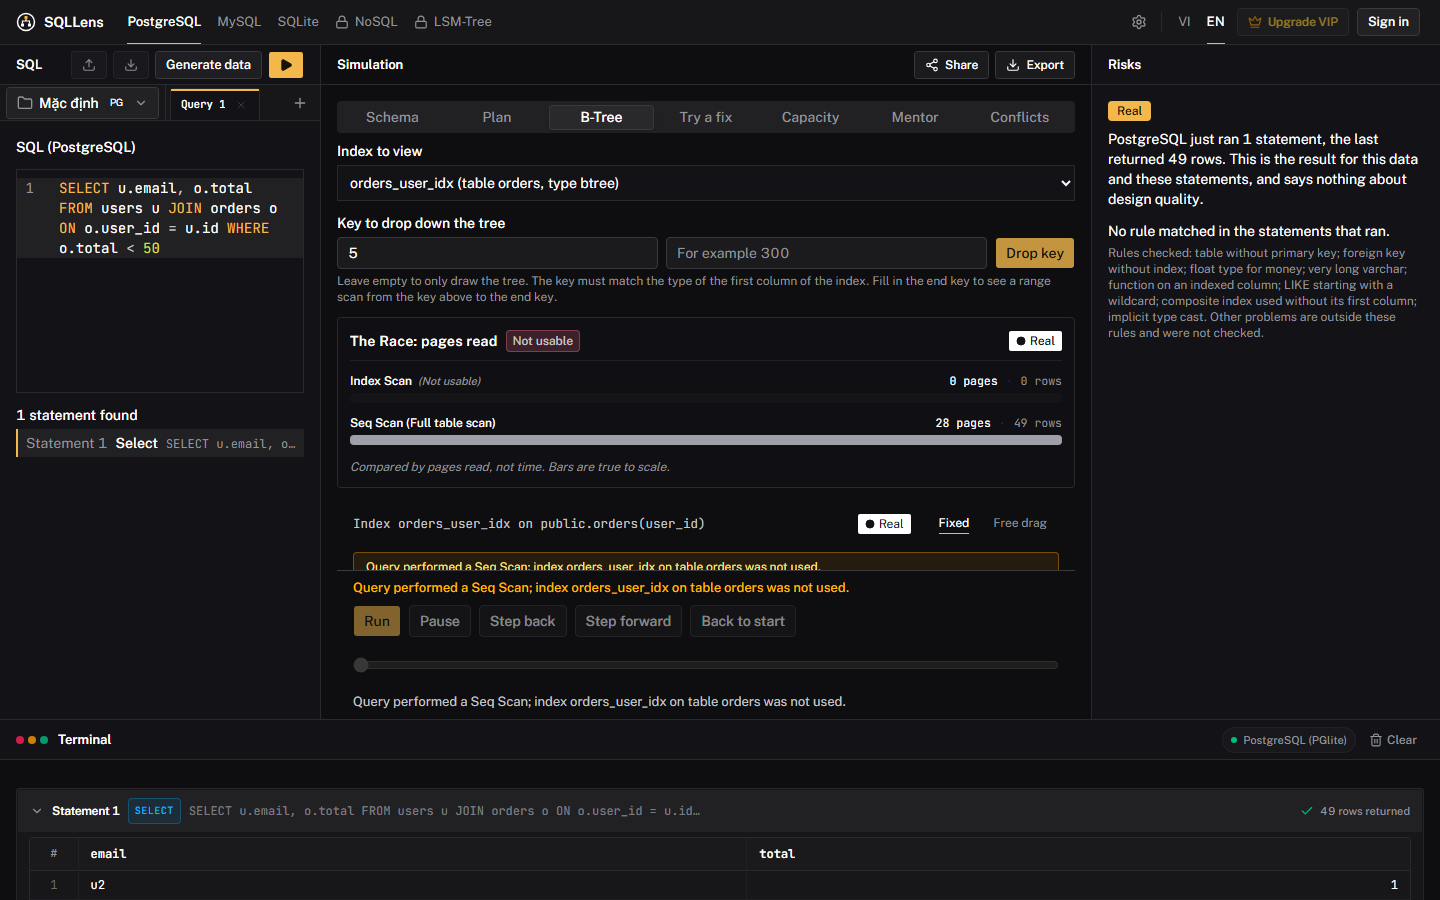 SQLLens
PostgreSQL
MySQL
SQLite
NoSQL
LSM-Tree
VI
EN
Upgrade VIP
Sign in
SQL
Generate data
Simulation
Share
Export
Risks
Mặc định PG
Query 1
SQL (PostgreSQL)
1
SELECT u.email, o.total
FROM users u JOIN orders o
ON o.user_id = u.id WHERE
o.total < 50
1 statement found
Statement 1 Select SELECT u.email, o…
Schema
Plan
B-Tree
Try a fix
Capacity
Mentor
Conflicts
Index to view
orders_user_idx (table orders, type btree)
Key to drop down the tree
5
For example 300
Drop key
Leave empty to only draw the tree. The key must match the type of the first column of the index. Fill in the end key to see a range
scan from the key above to the end key.
The Race: pages read Not usable
Real
Index Scan (Not usable)
0 pages · 0 rows
Seq Scan (Full table scan)
28 pages · 49 rows
Compared by pages read, not time. Bars are true to scale.
Index orders_user_idx on public.orders(user_id)
Real
Fixed
Free drag
Query performed a Seq Scan; index orders_user_idx on table orders was not used.
Query performed a Seq Scan; index orders_user_idx on table orders was not used.
Run
Pause
Step back
Step forward
Back to start
Query performed a Seq Scan; index orders_user_idx on table orders was not used.
Real
PostgreSQL just ran 1 statement, the last
returned 49 rows. This is the result for this data
and these statements, and says nothing about
design quality.
No rule matched in the statements that ran.
Rules checked: table without primary key; foreign key
without index; float type for money; very long varchar;
function on an indexed column; LIKE starting with a
wildcard; composite index used without its first column;
implicit type cast. Other problems are outside these
rules and were not checked.
Terminal
PostgreSQL (PGlite)
Clear
Statement 1 SELECT SELECT u.email, o.total FROM users u JOIN orders o ON o.user_id = u.id…
49 rows returned
# email total
1 u2 1